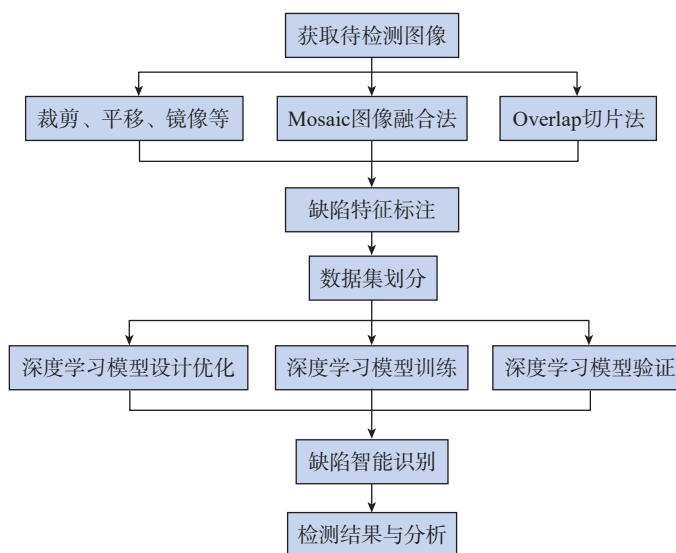 获取待检测图像
裁剪、平移、镜像等
Mosaic图像融合法
Overlap切片法
缺陷特征标注
数据集划分
深度学习模型设计优化
深度学习模型训练
深度学习模型验证
缺陷智能识别
检测结果与分析